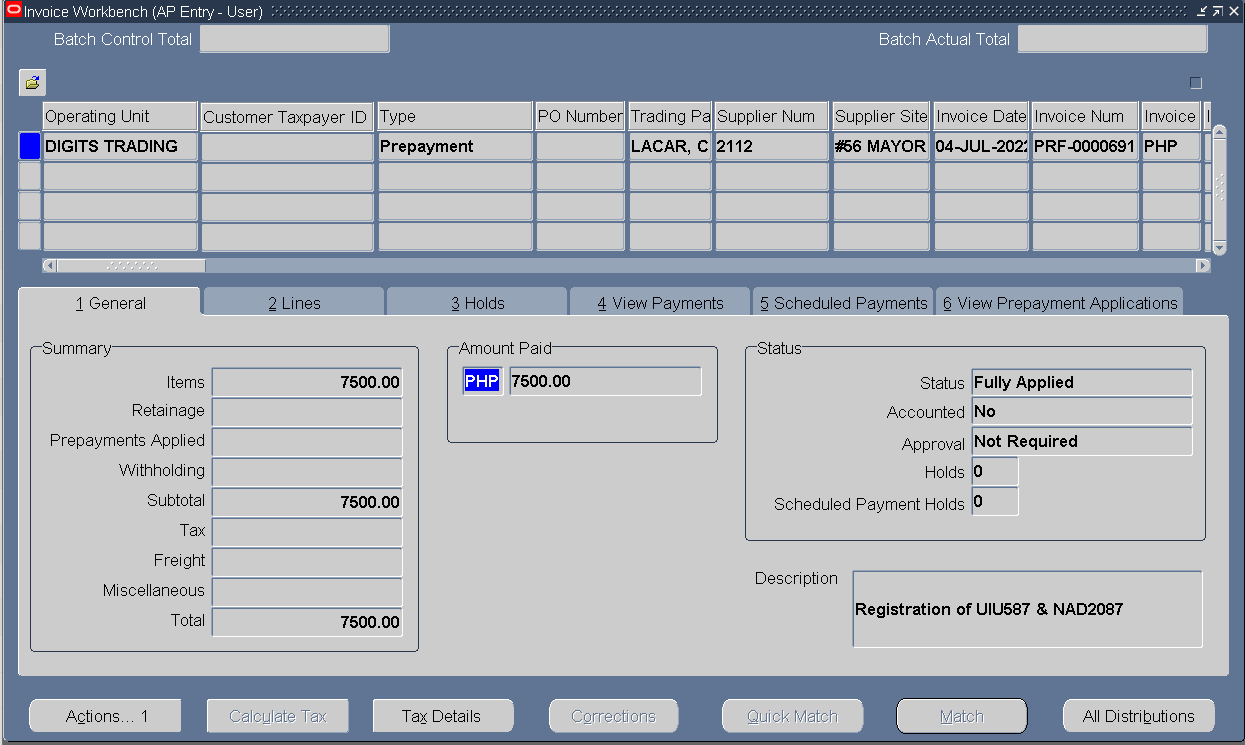 Invoice Workbench (AP Entry - User)
Batch Control Total
Batch Actual Total
Operating Unit Customer Taxpayer ID Type PO Number Trading Pa Supplier Num Supplier Site Invoice Date Invoice Num Invoice
DIGITS TRADING Prepayment LACAR, C 2112 #56 MAYOR 04-JUL-2022 PRF-0000691 PHP
1 General 2 Lines 3 Holds 4 View Payments 5 Scheduled Payments 6 View Prepayment Applications
Summary
Items 7500.00
Retainage
Prepayments Applied
Withholding
Subtotal 7500.00
Tax
Freight
Miscellaneous
Total 7500.00
Amount Paid
PHP 7500.00
Status
Status Fully Applied
Accounted No
Approval Not Required
Holds 0
Scheduled Payment Holds 0
Description
Registration of UIU587 & NAD2087
Actions... 1 Calculate Tax Tax Details Corrections Quick Match Match All Distributions